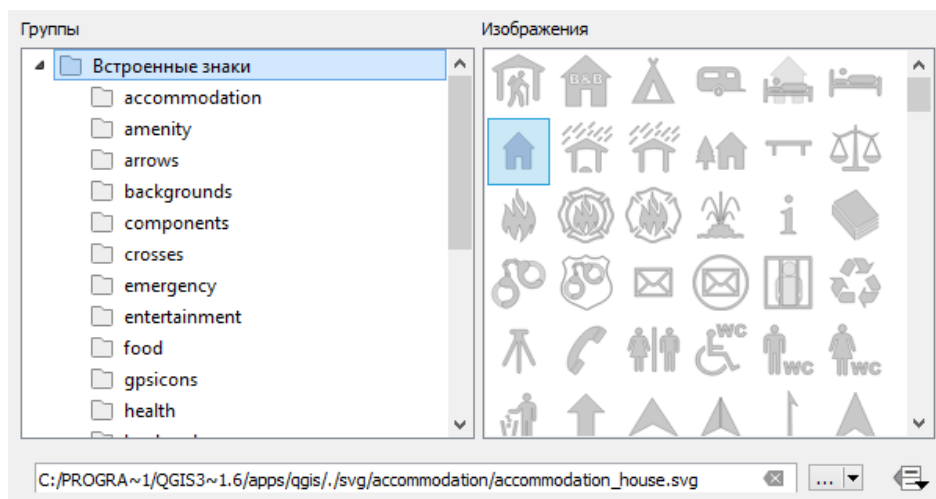 Группы
Изображения
Встроенные знаки
accommodation
amenity
arrows
backgrounds
components
crosses
emergency
entertainment
food
gpsicons
health
B&B
i
WC
WC
WC
C:/PROGRA~1/QGIS3~1.6/apps/qgis/./svg/accommodation/accommodation_house.svg
...